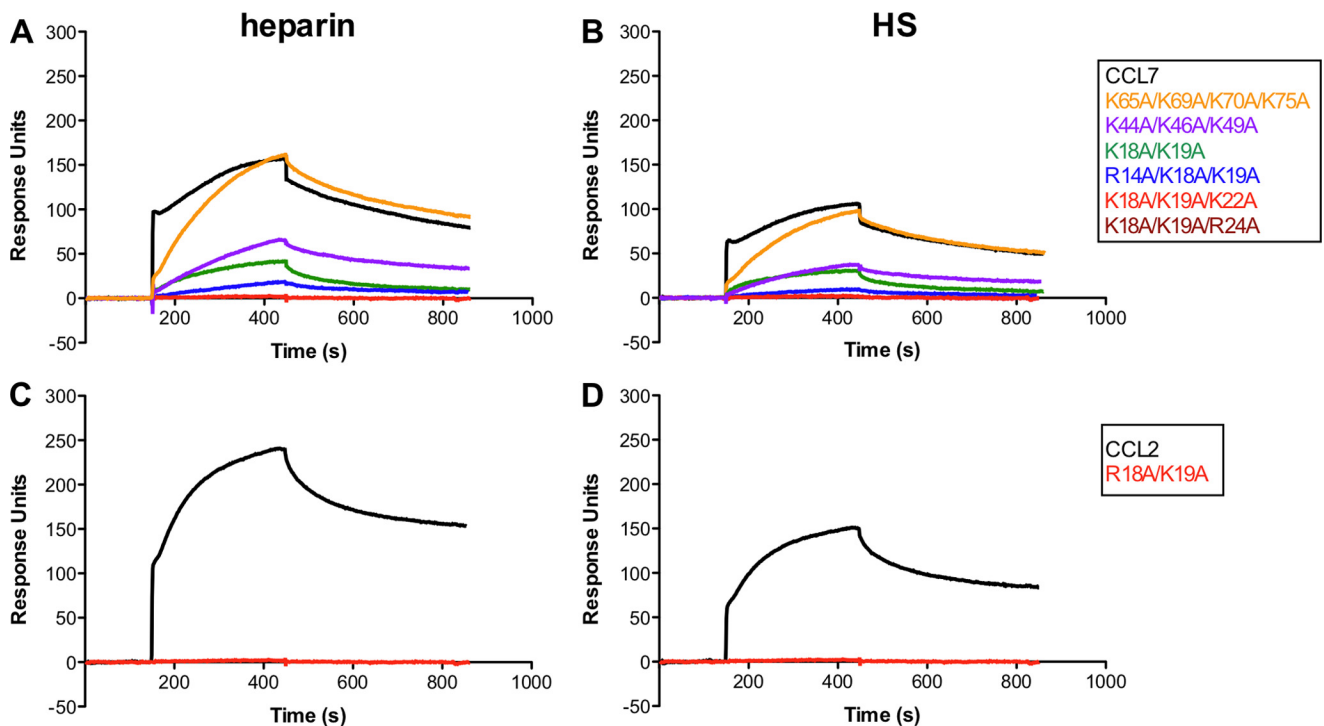 A heparin
B HS
300
250
200
150
100
50
0
-50
Response Units
200 400 600 800 1000
Time (s)
300
250
200
150
100
50
0
-50
Response Units
200 400 600 800 1000
Time (s)
CCL7
K65A/K69A/K70A/K75A
K44A/K46A/K49A
K18A/K19A
R14A/K18A/K19A
K18A/K19A/K22A
K18A/K19A/R24A
C
300
250
200
150
100
50
0
-50
Response Units
200 400 600 800 1000
Time (s)
D
300
250
200
150
100
50
0
-50
Response Units
200 400 600 800 1000
Time (s)
CCL2
R18A/K19A